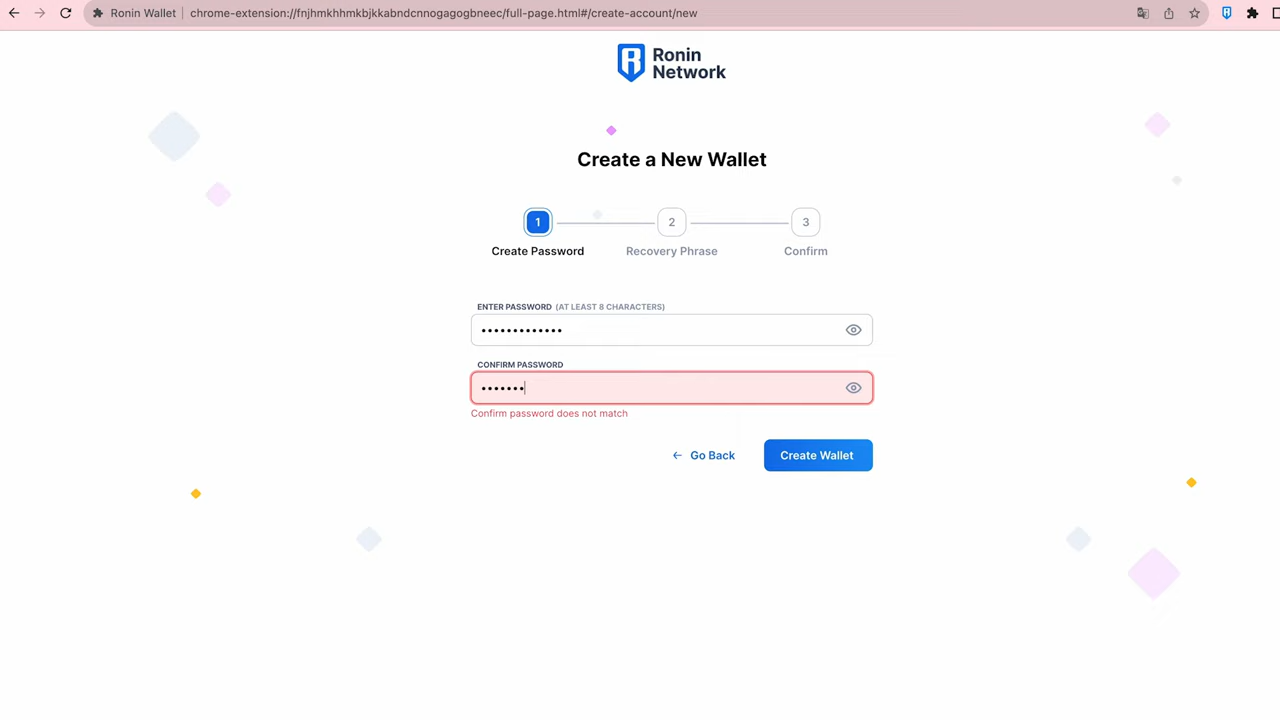 Ronin Wallet chrome-extension://fnjhmkhhmkbjkkabndcnnogagogbneec/full-page.html#/create-account/new
Ronin
Network
Create a New Wallet
1 2 3
Create Password Recovery Phrase Confirm
ENTER PASSWORD (AT LEAST 8 CHARACTERS)
•••••••••••••
CONFIRM PASSWORD
•••••••
Confirm password does not match
← Go Back Create Wallet